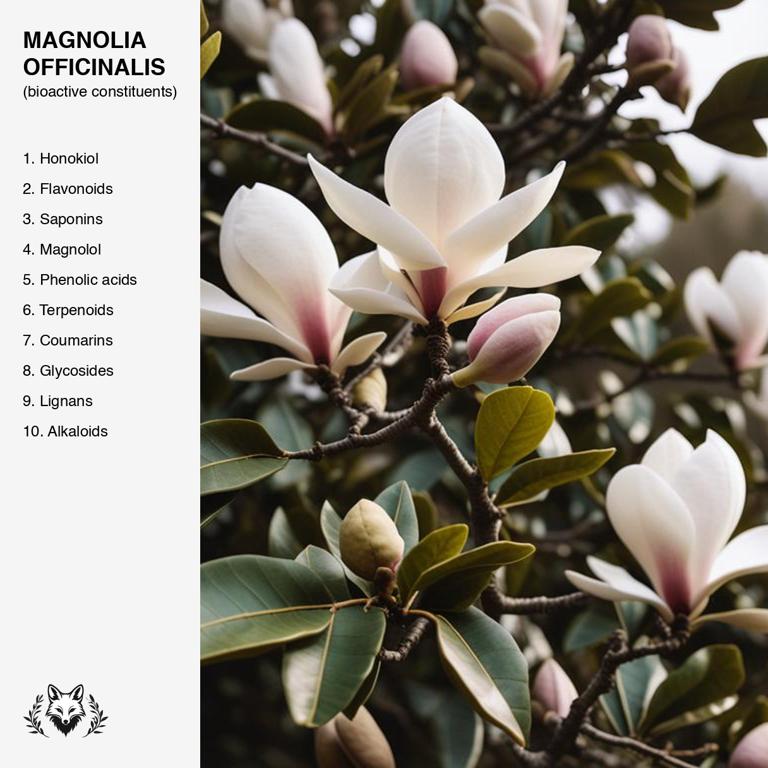 MAGNOLIA
OFFICINALIS
(bioactive constituents)
1. Honokiol
2. Flavonoids
3. Saponins
4. Magnolol
5. Phenolic acids
6. Terpenoids
7. Coumarins
8. Glycosides
9. Lignans
10. Alkaloids